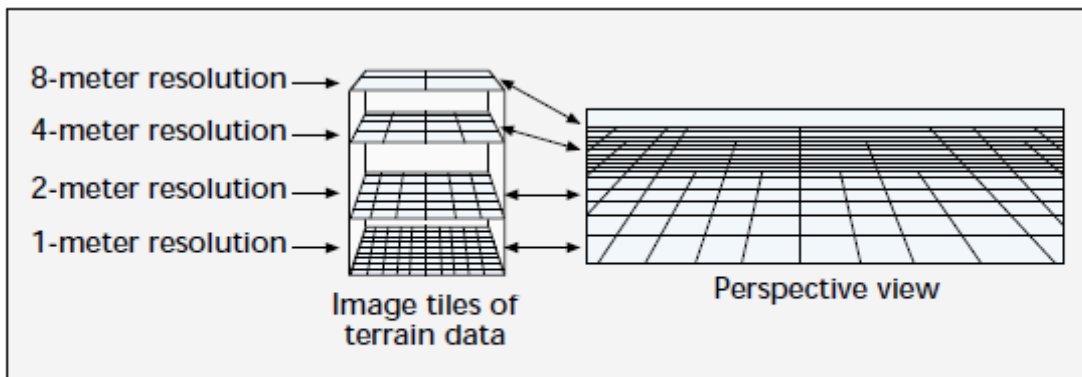 8-meter resolution
4-meter resolution
2-meter resolution
1-meter resolution
Image tiles of
terrain data
Perspective view